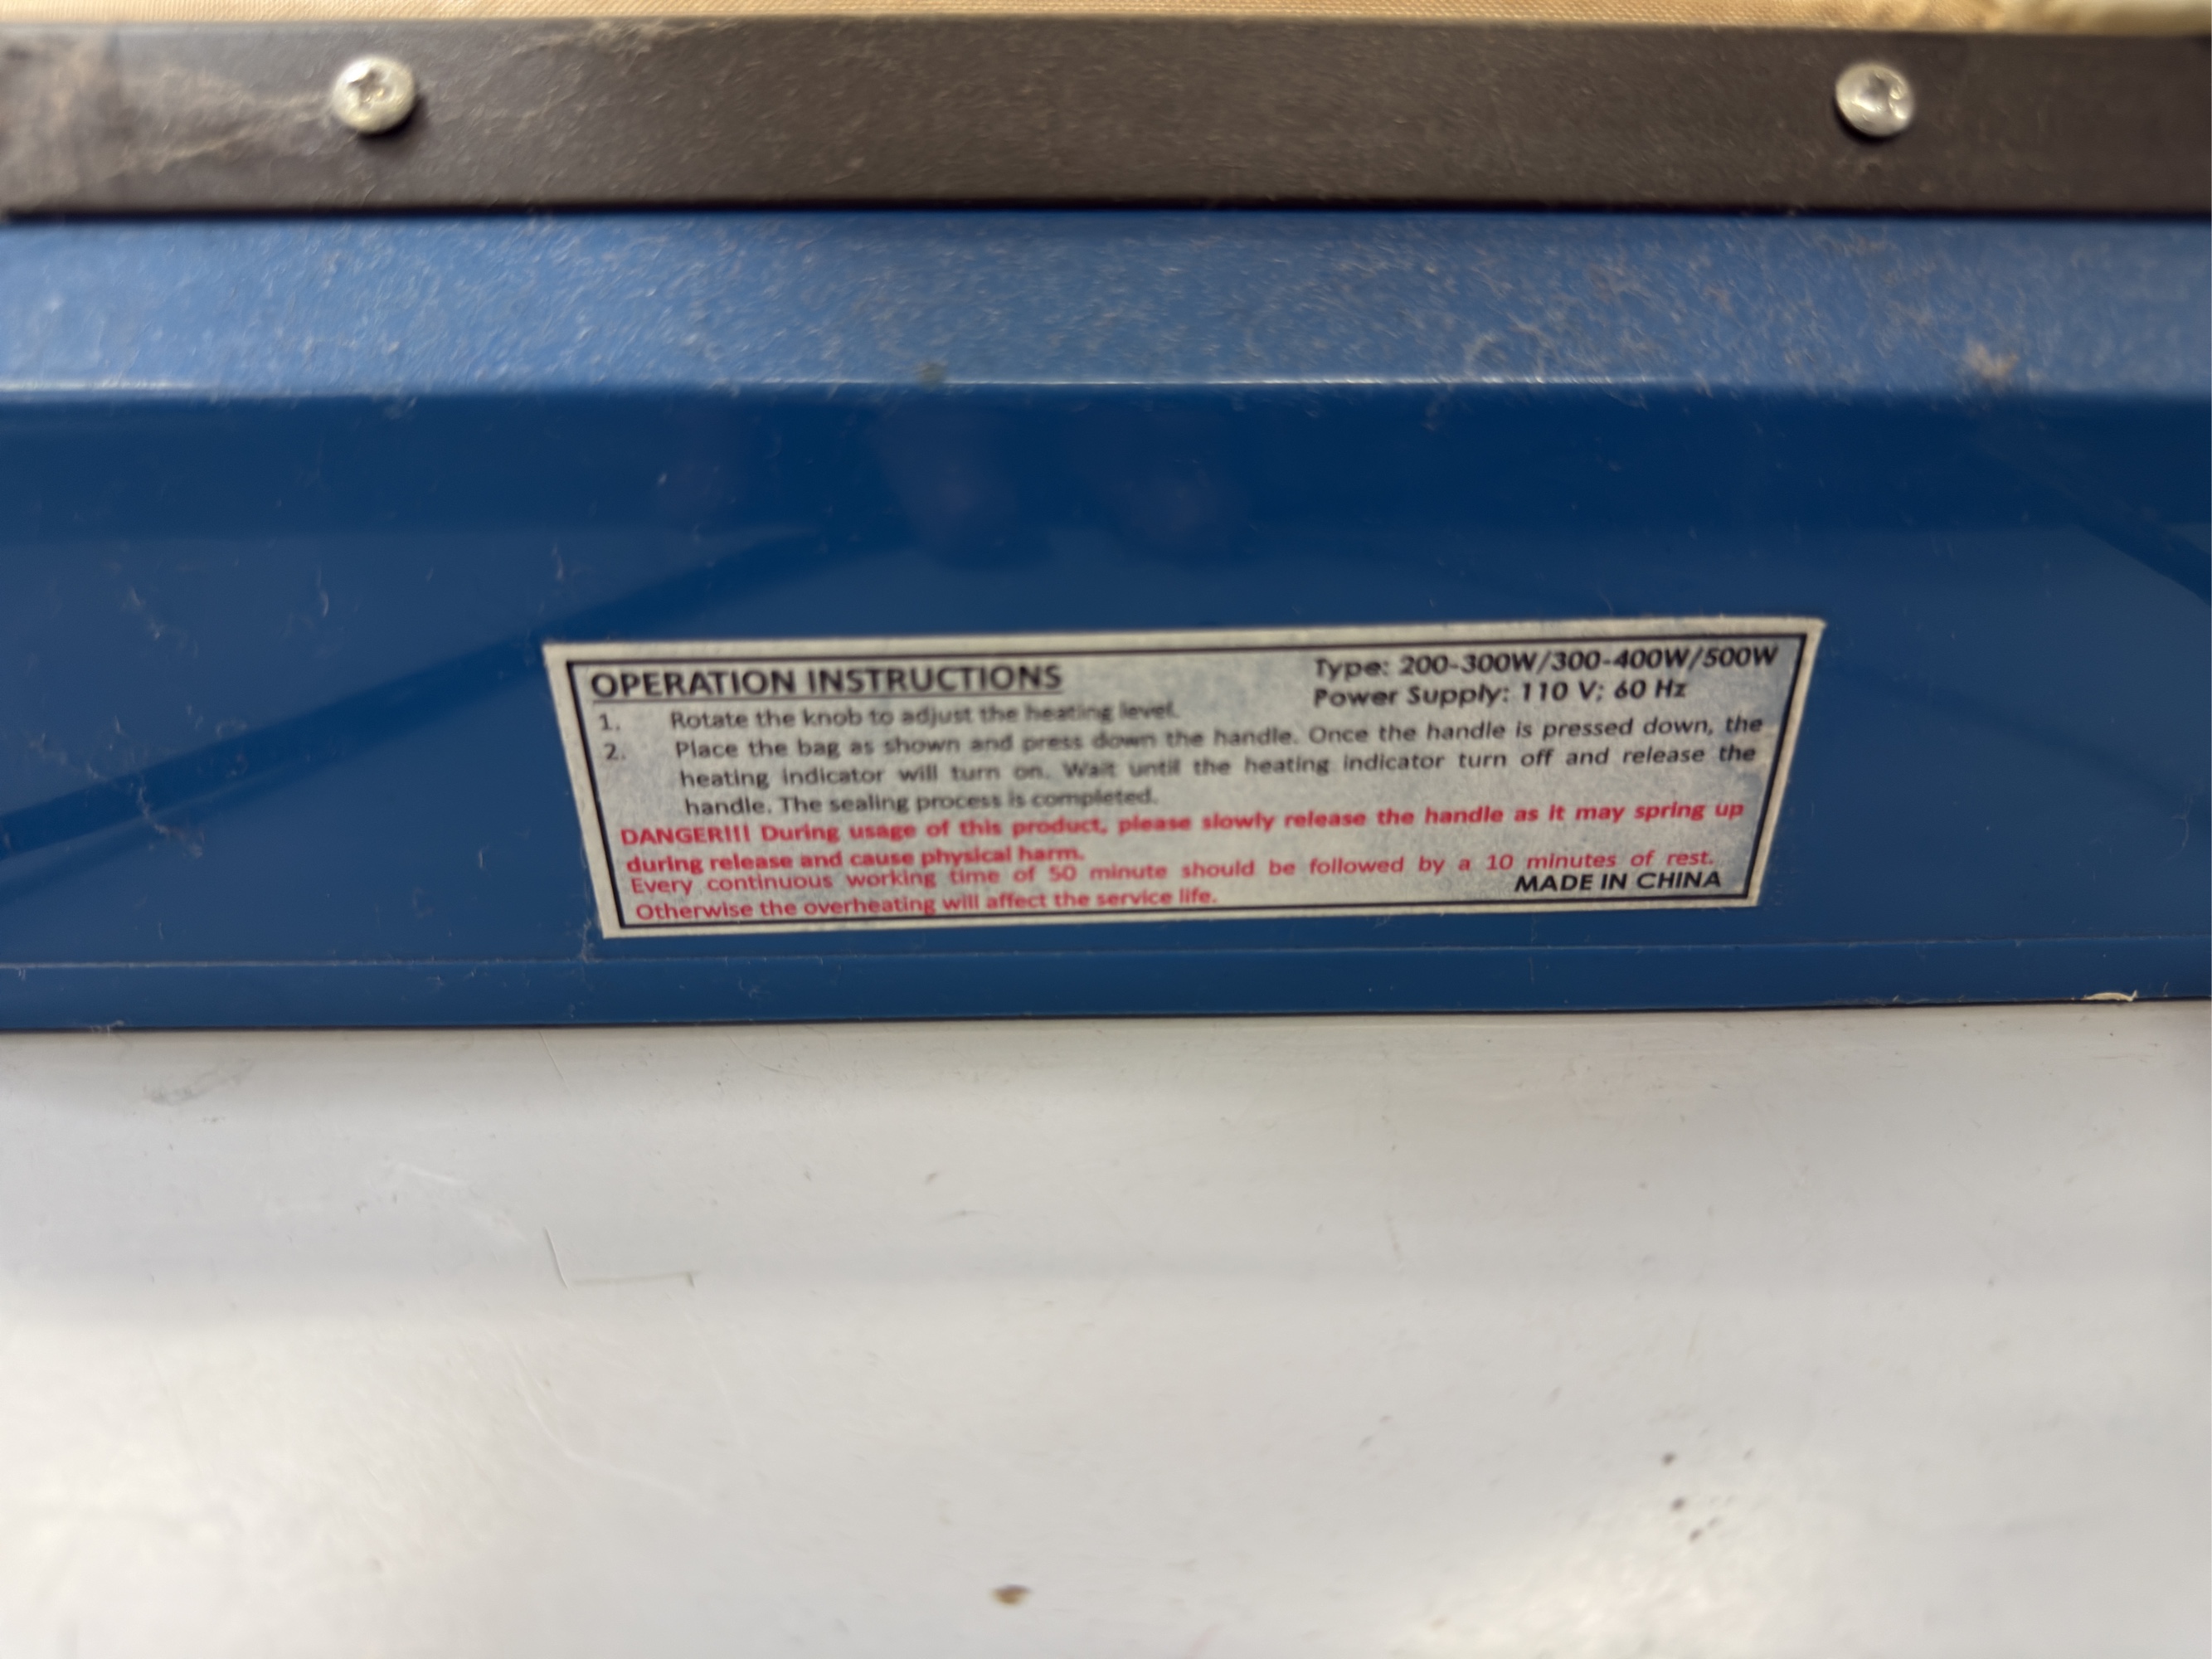 OPERATION INSTRUCTIONS
Type: 200-300W/300-400W/500W
Power Supply: 110 V; 60 Hz
1. Rotate the knob to adjust the heating level.
2. Place the bag as shown and press down the handle. Once the handle is pressed down, the
heating indicator will turn on. Wait until the heating indicator turn off and release the
handle. The sealing process is completed.
DANGER!!! During usage of this product, please slowly release the handle as it may spring up
during release and cause physical harm.
Every continuous working time of 50 minute should be followed by a 10 minutes of rest.
Otherwise the overheating will affect the service life.
MADE IN CHINA